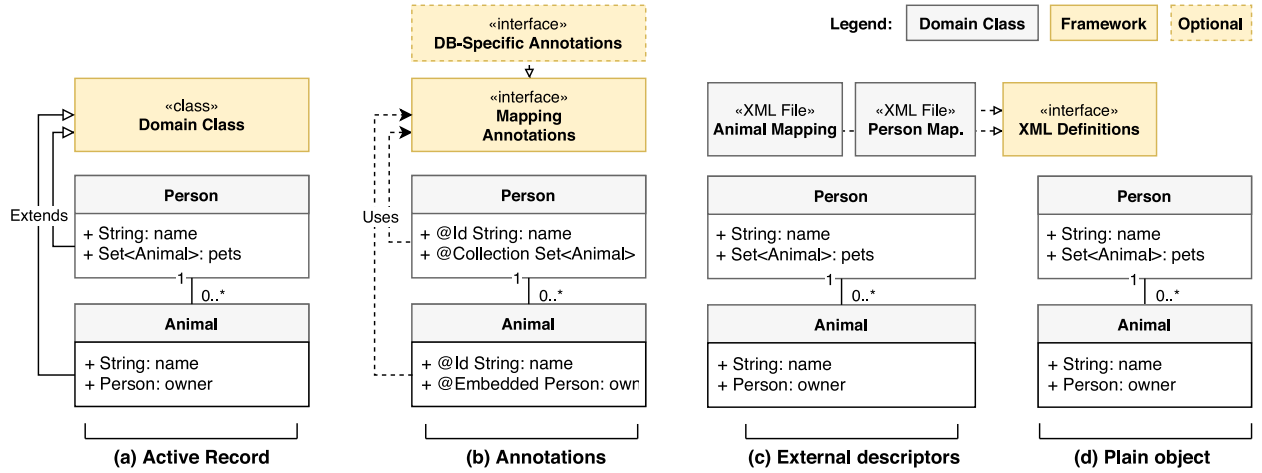 Legend:
Domain Class
Framework
Optional
«interface»
DB-Specific Annotations
«class»
Domain Class
Extends
Person
+ String: name
+ Set<Animal>: pets
1
0..*
Animal
+ String: name
+ Person: owner
(a) Active Record
«interface»
Mapping
Annotations
Uses
Person
+ @Id String: name
+ @Collection Set<Animal>
1
0..*
Animal
+ @Id String: name
+ @Embedded Person: own
(b) Annotations
«XML File»
Animal Mapping
«XML File»
Person Map.
«interface»
XML Definitions
Person
+ String: name
+ Set<Animal>: pets
1
0..*
Animal
+ String: name
+ Person: owner
(c) External descriptors
Person
+ String: name
+ Set<Animal>: pets
1
0..*
Animal
+ String: name
+ Person: owner
(d) Plain object